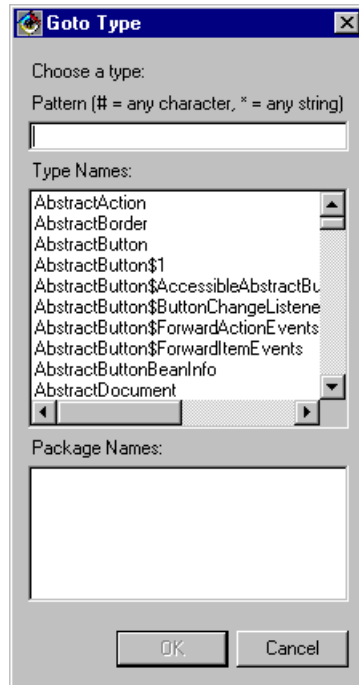 Goto Type
Choose a type:
Pattern (# = any character, * = any string)
Type Names:
AbstractAction
AbstractBorder
AbstractButton
AbstractButton$1
AbstractButton$AccessibleAbstractBu
AbstractButton$ButtonChangeListene
AbstractButton$ForwardActionEvents
AbstractButton$ForwardItemEvents
AbstractButtonBeanInfo
AbstractDocument
Package Names:
OK
Cancel